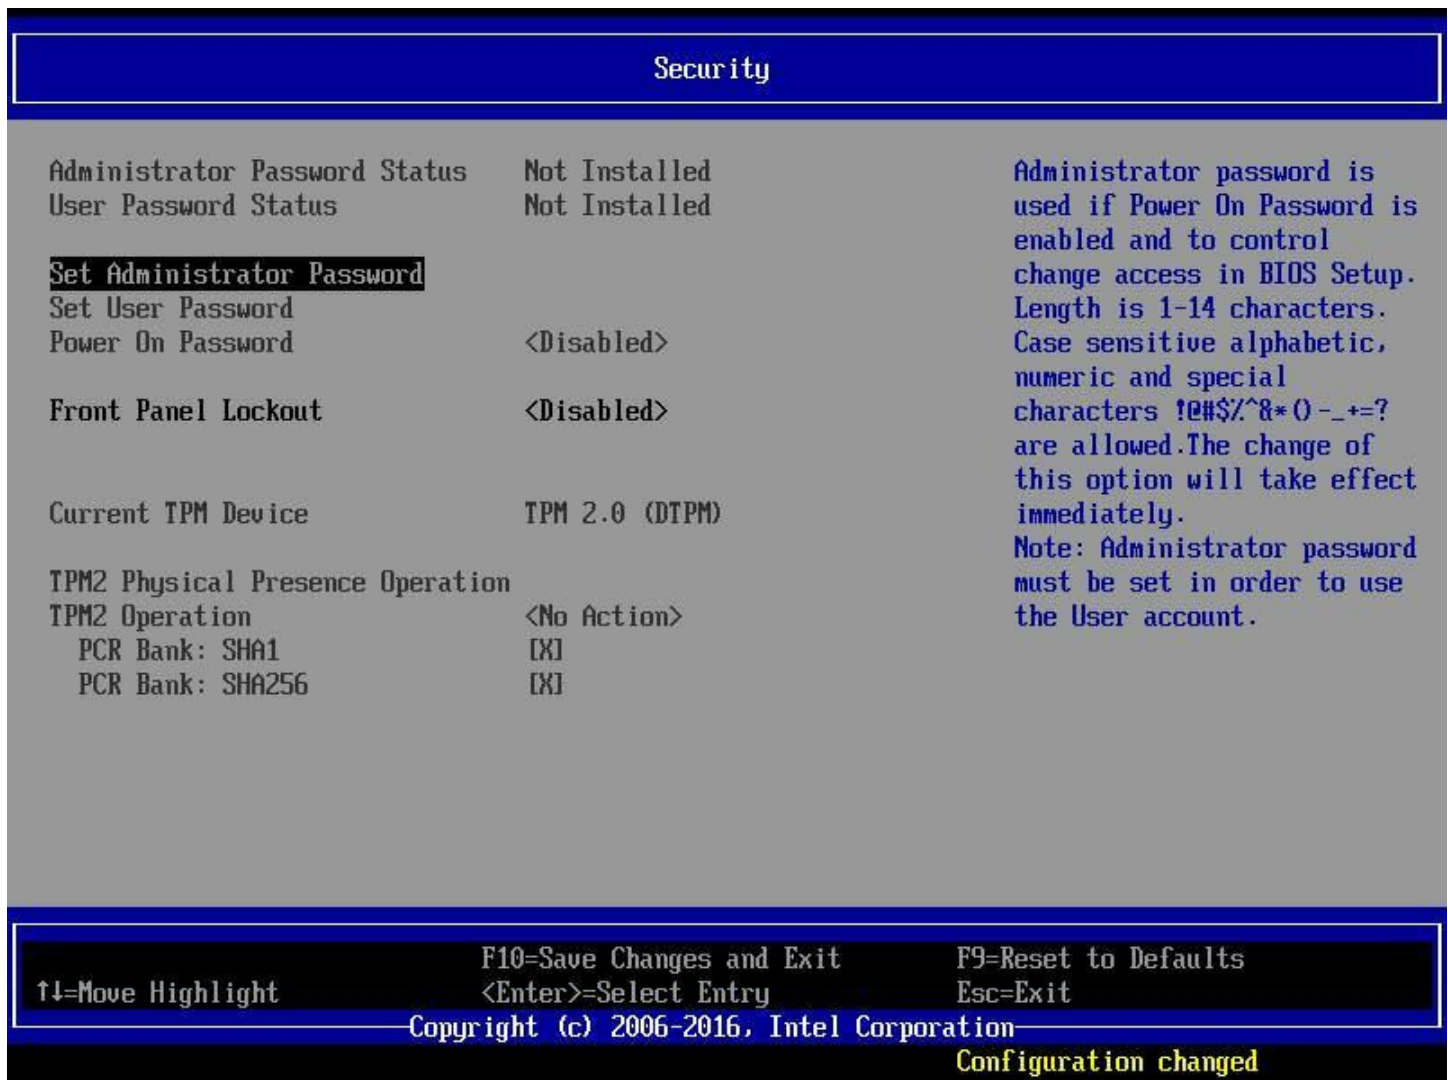 Security
Administrator Password Status Not Installed
User Password Status Not Installed
Set Administrator Password
Set User Password
Power On Password <Disabled>
Front Panel Lockout <Disabled>
Current TPM Device TPM 2.0 (DTPM)
TPM2 Physical Presence Operation
TPM2 Operation <No Action>
PCR Bank: SHA1 [X]
PCR Bank: SHA256 [X]
Administrator password is
used if Power On Password is
enabled and to control
change access in BIOS Setup.
Length is 1-14 characters.
Case sensitive alphabetic,
numeric and special
characters !@#$%^&*()-_+=?
are allowed.The change of
this option will take effect
immediately.
Note: Administrator password
must be set in order to use
the User account.
F10=Save Changes and Exit F9=Reset to Defaults
↑↓=Move Highlight <Enter>=Select Entry Esc=Exit
Copyright (c) 2006-2016, Intel Corporation
Configuration changed